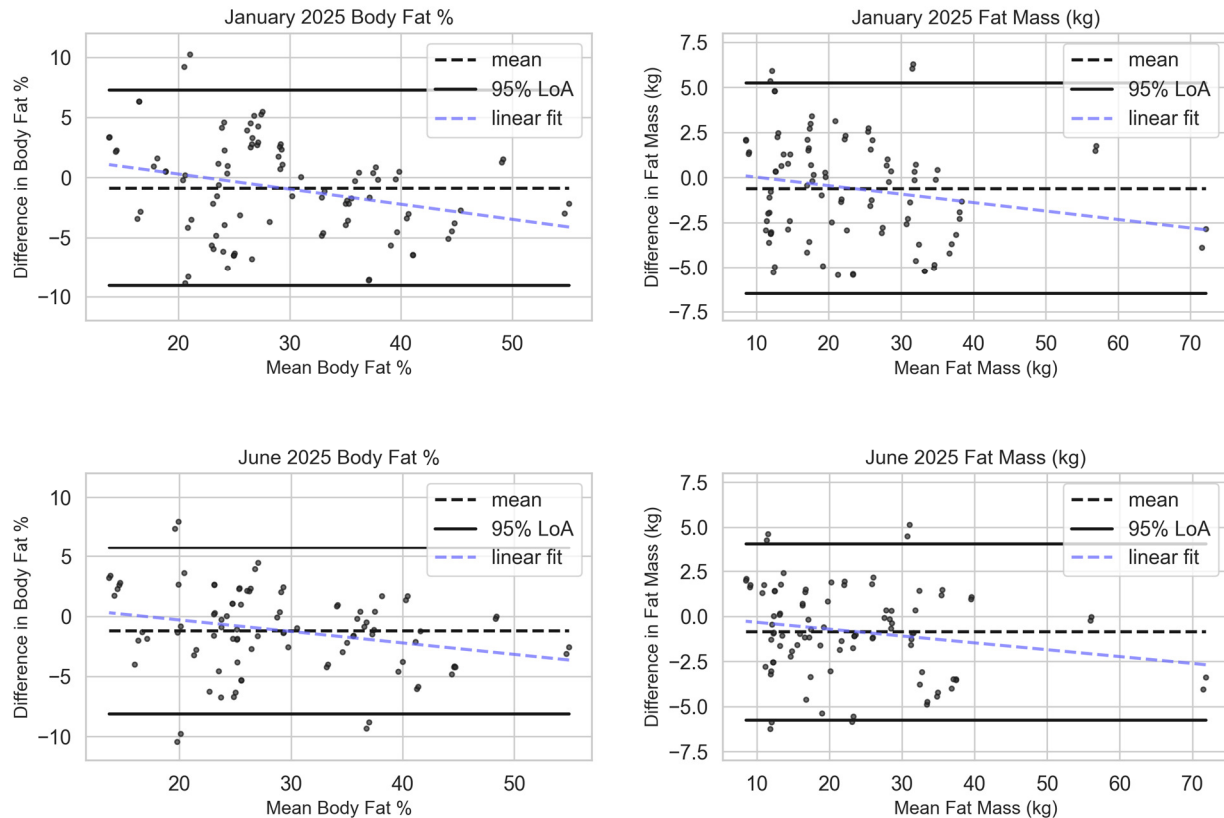 January 2025 Body Fat %
Difference in Body Fat %
10
5
0
−5
−10
mean
95% LoA
linear fit
20 30 40 50
Mean Body Fat %
January 2025 Fat Mass (kg)
Difference in Fat Mass (kg)
7.5
5.0
2.5
0.0
−2.5
−5.0
−7.5
mean
95% LoA
linear fit
10 20 30 40 50 60 70
Mean Fat Mass (kg)
June 2025 Body Fat %
Difference in Body Fat %
10
5
0
−5
−10
mean
95% LoA
linear fit
20 30 40 50
Mean Body Fat %
June 2025 Fat Mass (kg)
Difference in Fat Mass (kg)
7.5
5.0
2.5
0.0
−2.5
−5.0
−7.5
mean
95% LoA
linear fit
10 20 30 40 50 60 70
Mean Fat Mass (kg)